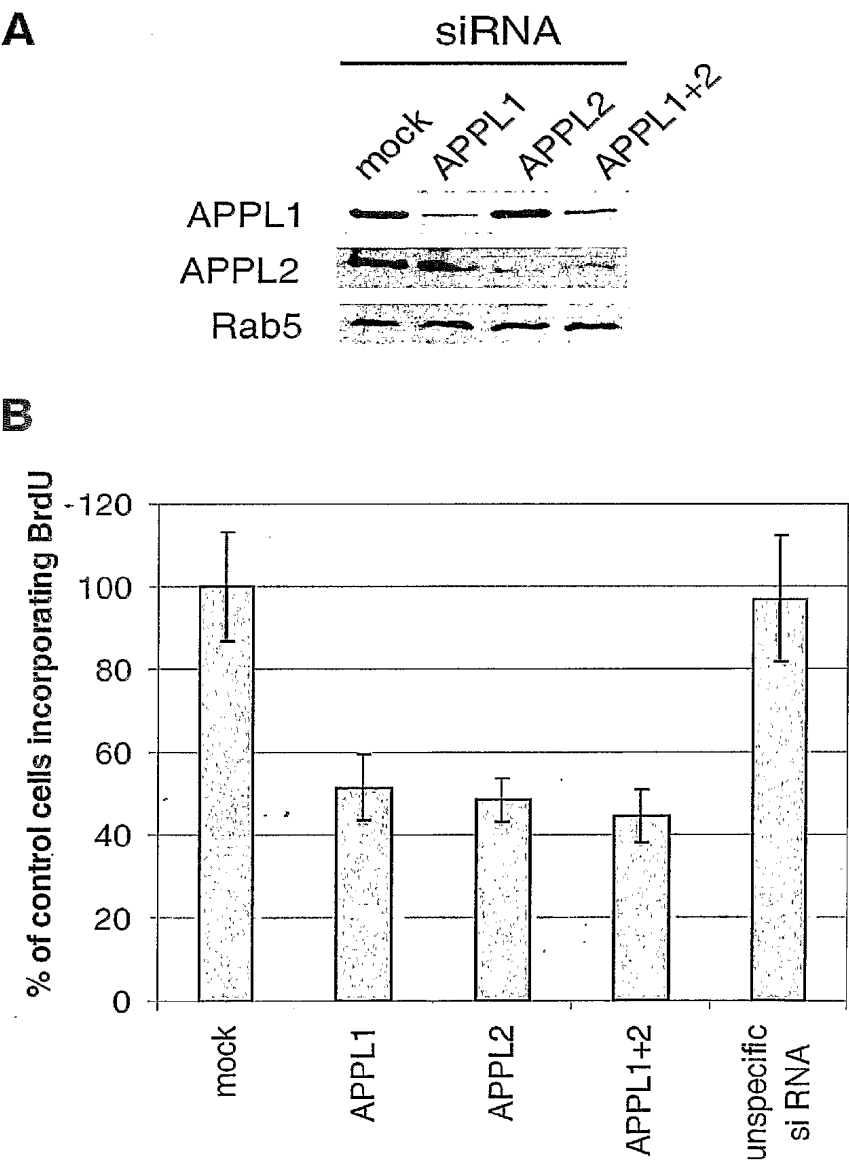 A
siRNA
mock
APPL1
APPL2
APPL1+2
APPL1
APPL2
Rab5
B
% of control cells incorporating BrdU
120
100
80
60
40
20
0
mock
APPL1
APPL2
APPL1+2
unspecific
si RNA